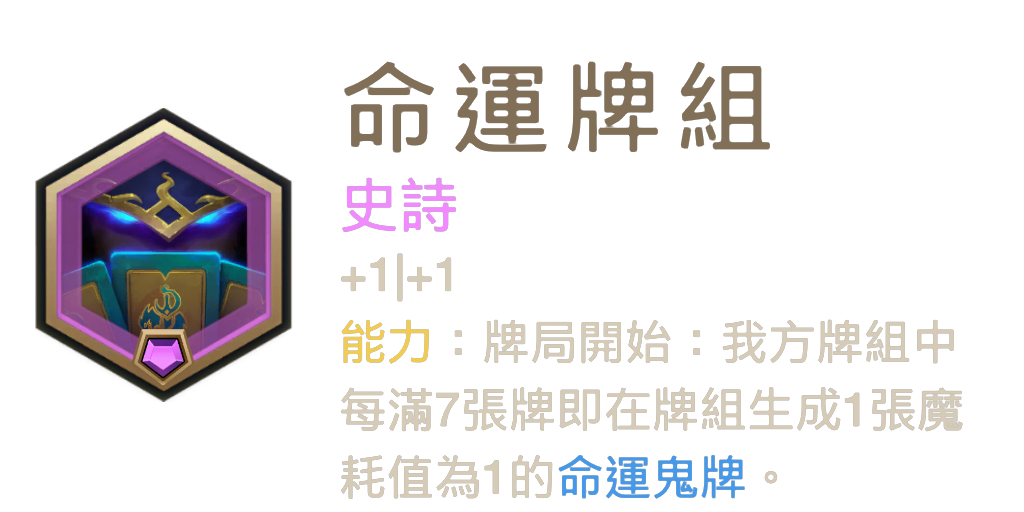 命運牌組
史詩
+1|+1
能力：牌局開始：我方牌組中
每滿7張牌即在牌組生成1張魔
耗值為1的命運鬼牌。